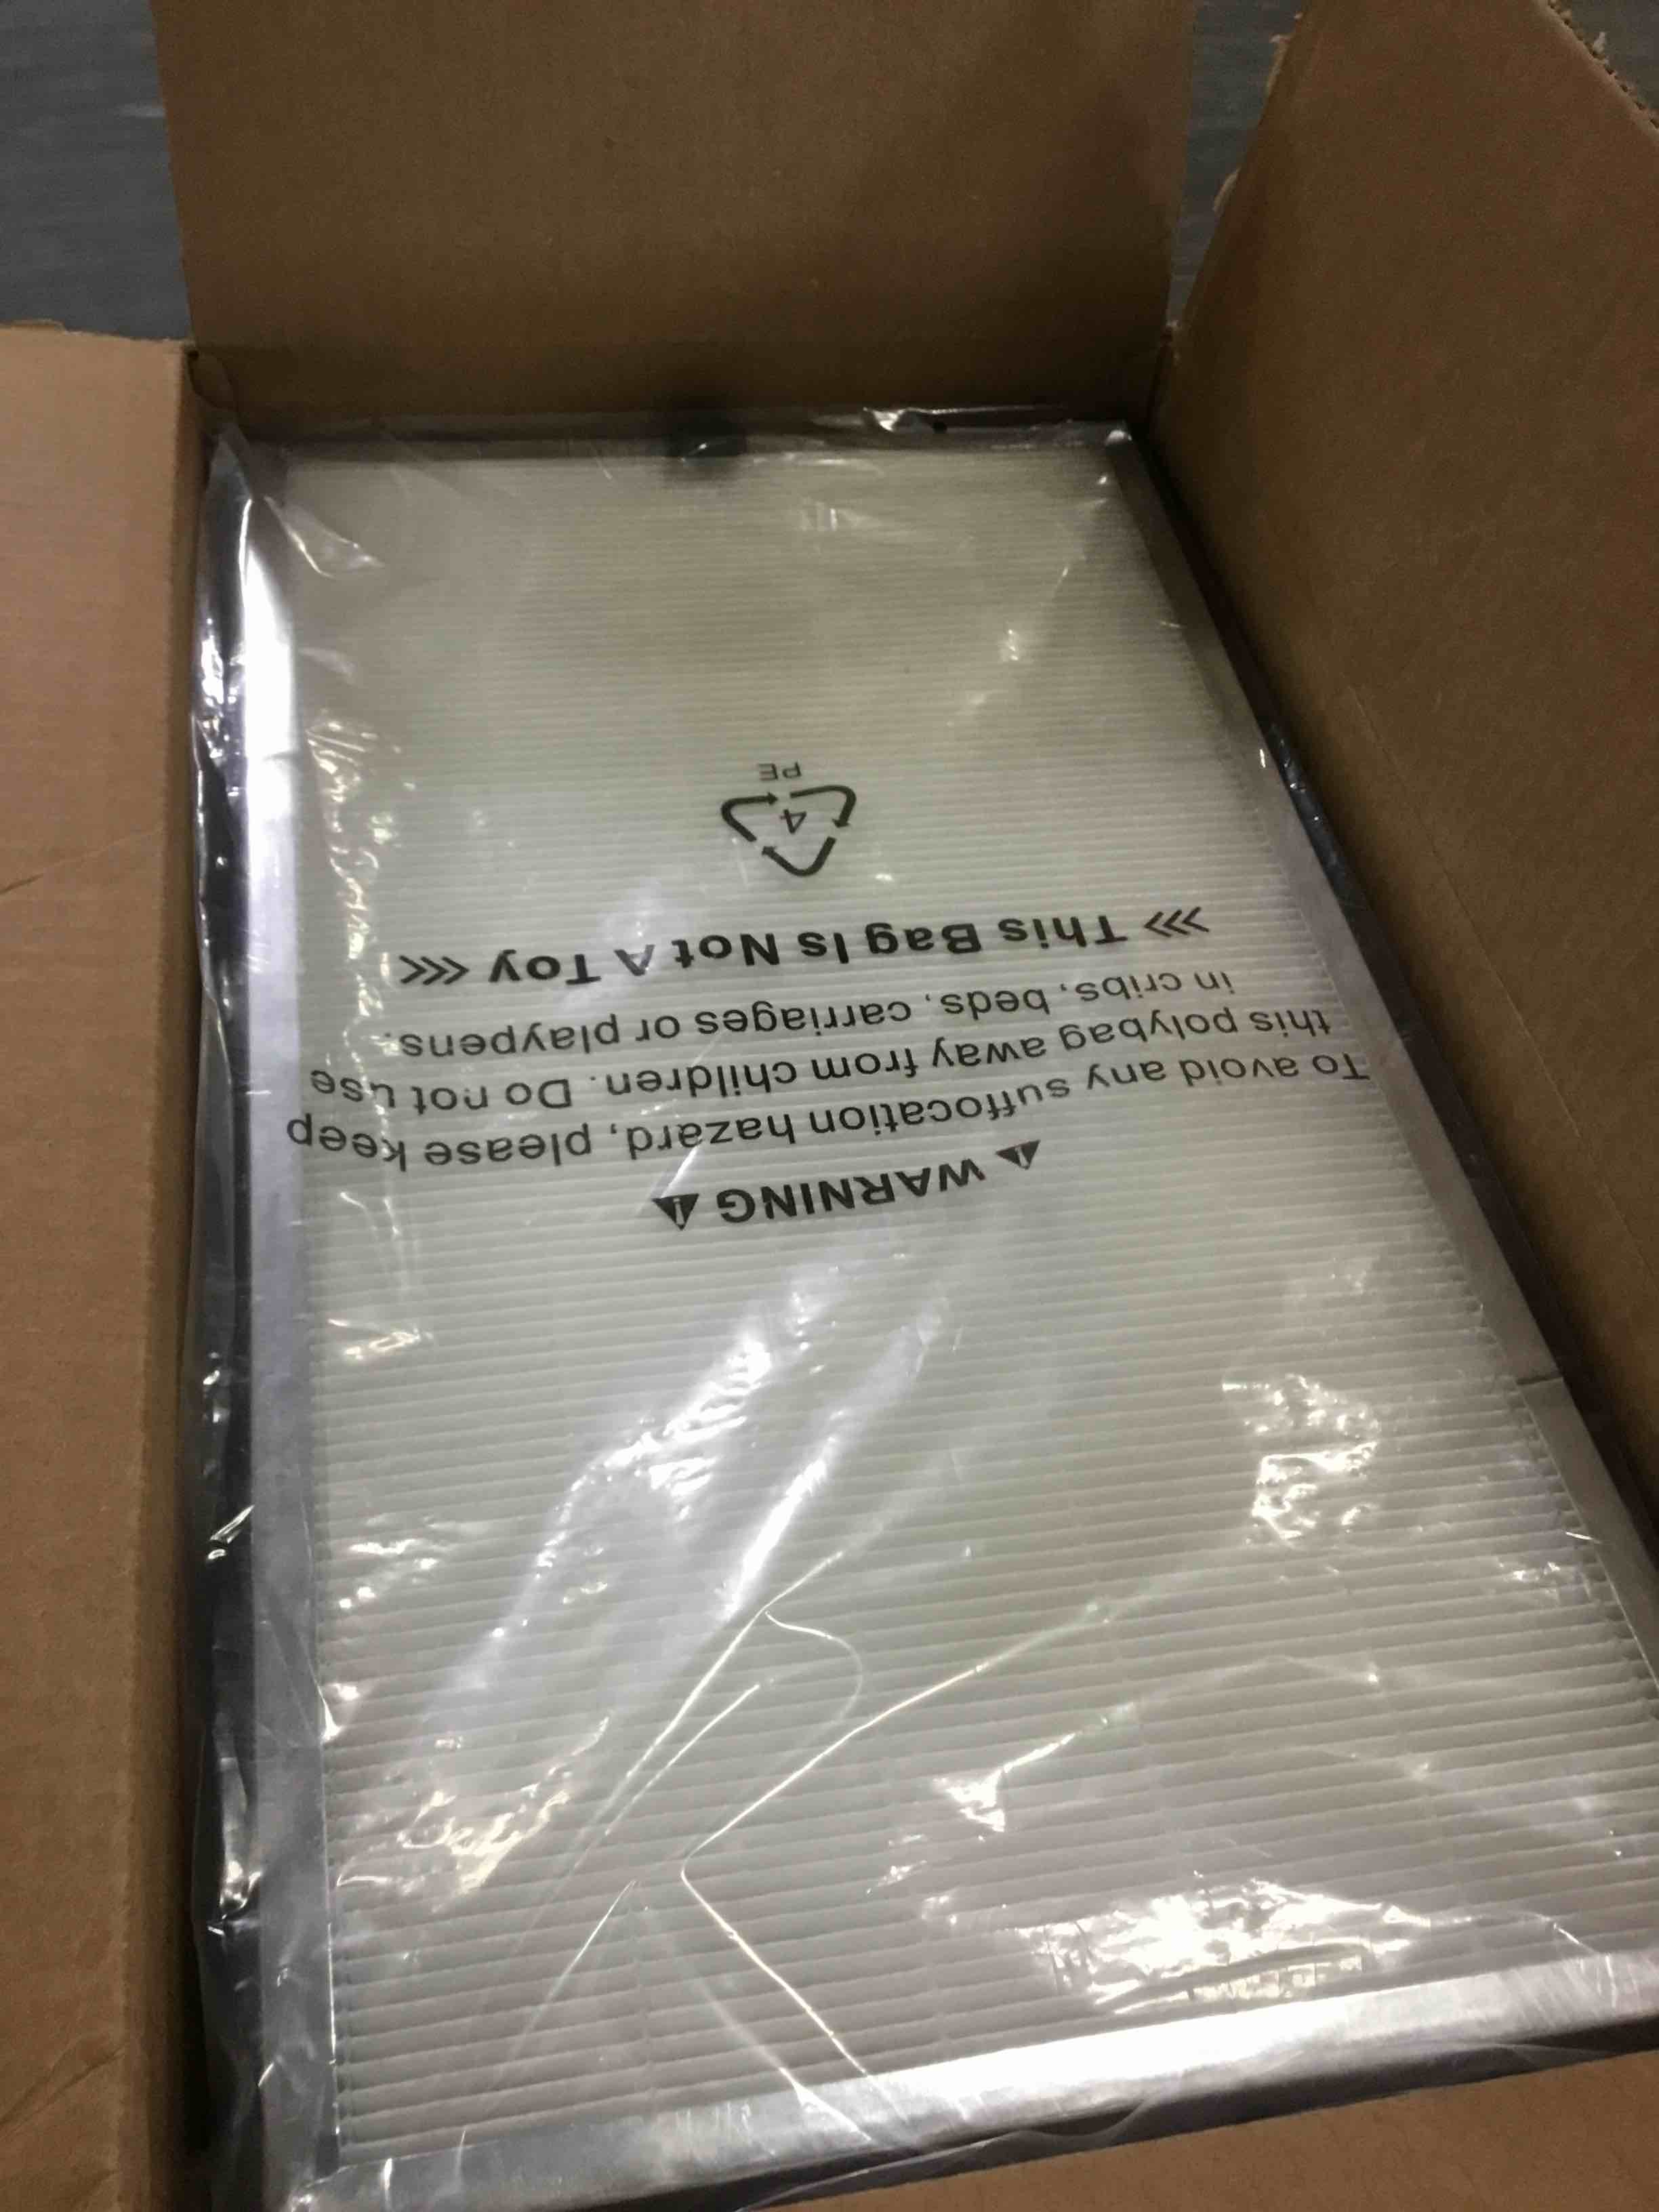 WARNING
To avoid any suffocation hazard, please keep
this polybag away from children. Do not use
in cribs, beds, carriages or playpens.
>>> This Bag Is Not A Toy <<<
4
PE